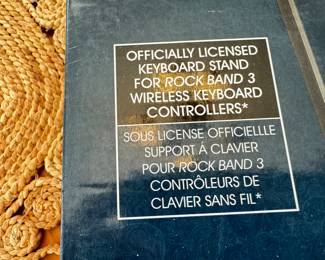 OFFICIALLY LICENSED
KEYBOARD STAND
FOR ROCK BAND 3
WIRELESS KEYBOARD
CONTROLLERS*
SOUS LICENSE OFFICIELLLE
SUPPORT À CLAVIER
POUR ROCK BAND 3
CONTRÔLEURS DE
CLAVIER SANS FIL*